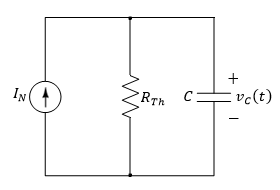 +
I_N R_Th C v_C(t)
−